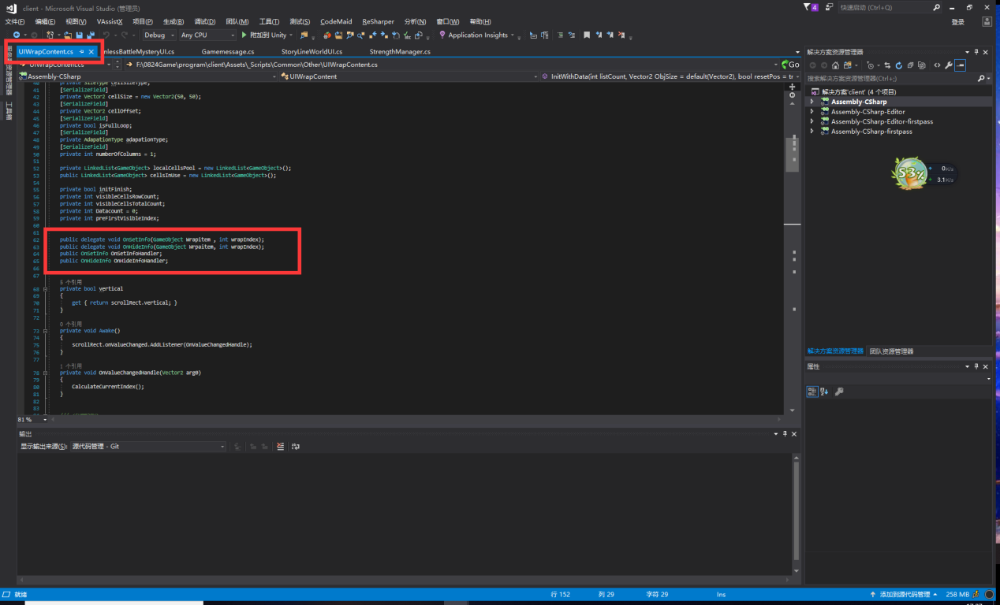 client - Microsoft Visual Studio (管理员)
4
快速启动 (Ctrl+Q)
文件(F) 编辑(E) 视图(V) VAssistX 项目(P) 生成(B) 调试(D) 团队(M) 工具(T) 测试(S) CodeMaid ReSharper 分析(N) 窗口(W) 帮助(H)
登录
Debug Any CPU 附加到 Unity Application Insights
UIWrapContent.cs nlessBattleMysteryUI.cs Gamemessage.cs StoryLineWorldUI.cs StrengthManager.cs
UIWrapContent.cs F:\0824Game\program\client\Assets\_Scripts\Common\Other\UIWrapContent.cs Go
Assembly-CSharp UIWrapContent InitWithData(int listCount, Vector2 ObjSize = default(Vector2), bool resetPos = tr
工具箱
41 [SerializeField]
42 private Vector2 cellSize = new Vector2(50, 50);
43 [SerializeField]
44 private Vector2 cellOffset;
45 [SerializeField]
46 private bool isFullLoop;
47 [SerializeField]
48 private AdapationType adapationType;
49 [SerializeField]
50 private int numberOfColumns = 1;
51
52 private LinkedList<GameObject> localCellsPool = new LinkedList<GameObject>();
53 public LinkedList<GameObject> cellsInUse = new LinkedList<GameObject>();
54
55 private bool initFinish;
56 private int visibleCellsRowCount;
57 private int visibleCellsTotalCount;
58 private int Datacount = 0;
59 private int preFirstVisibleIndex;
60
61
62 public delegate void OnSetInfo(GameObject Wrapitem , int wrapIndex);
63 public delegate void OnHideInfo(GameObject Wrpaitem, int wrapIndex);
64 public OnSetInfo OnSetInfoHandler;
65 public OnHideInfo OnHideInfoHandler;
66
67
5 个引用
68 private bool vertical
69 {
70 get { return scrollRect.vertical; }
71 }
72
0 个引用
73 private void Awake()
74 {
75 scrollRect.onValueChanged.AddListener(OnValueChangedHandle);
76 }
77
1 个引用
78 private void OnValueChangedHandle(Vector2 arg0)
79 {
80 CalculateCurrentIndex();
81 }
82
83
81 %
输出
显示输出来源(S): 源代码管理 - Git
解决方案资源管理器
搜索解决方案资源管理器(Ctrl+;)
解决方案'client' (4 个项目)
Assembly-CSharp
Assembly-CSharp-Editor
Assembly-CSharp-Editor-firstpass
Assembly-CSharp-firstpass
53% 0K/s
3.1K/s
解决方案资源管理器 团队资源管理器
属性
就绪 行 152 列 29 字符 29 Ins 添加到源代码管理 258 MB